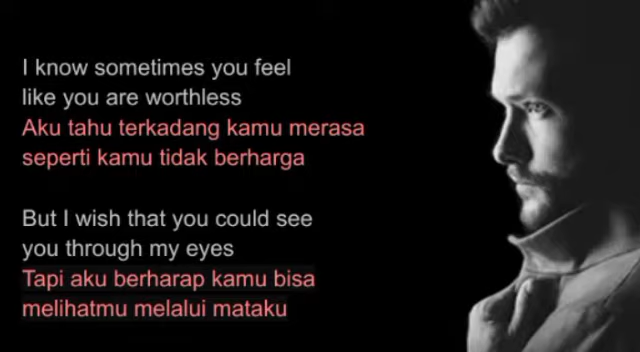 I know sometimes you feel
like you are worthless
Aku tahu terkadang kamu merasa
seperti kamu tidak berharga
But I wish that you could see
you through my eyes
Tapi aku berharap kamu bisa
melihatmu melalui mataku